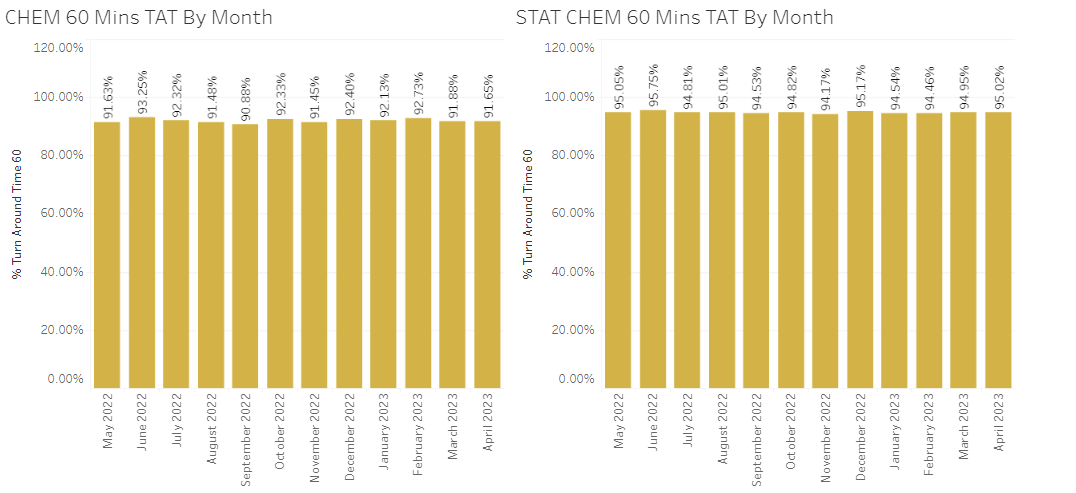 CHEM 60 Mins TAT By Month
% Turn Around Time 60
120.00%
100.00%
80.00%
60.00%
40.00%
20.00%
0.00%
91.63%
93.25%
92.32%
91.48%
90.88%
92.33%
91.45%
92.40%
92.13%
92.73%
91.88%
91.65%
May 2022
June 2022
July 2022
August 2022
September 2022
October 2022
November 2022
December 2022
January 2023
February 2023
March 2023
April 2023
STAT CHEM 60 Mins TAT By Month
% Turn Around Time 60
120.00%
100.00%
80.00%
60.00%
40.00%
20.00%
0.00%
95.05%
95.75%
94.81%
95.01%
94.53%
94.82%
94.17%
95.17%
94.54%
94.46%
94.95%
95.02%
May 2022
June 2022
July 2022
August 2022
September 2022
October 2022
November 2022
December 2022
January 2023
February 2023
March 2023
April 2023